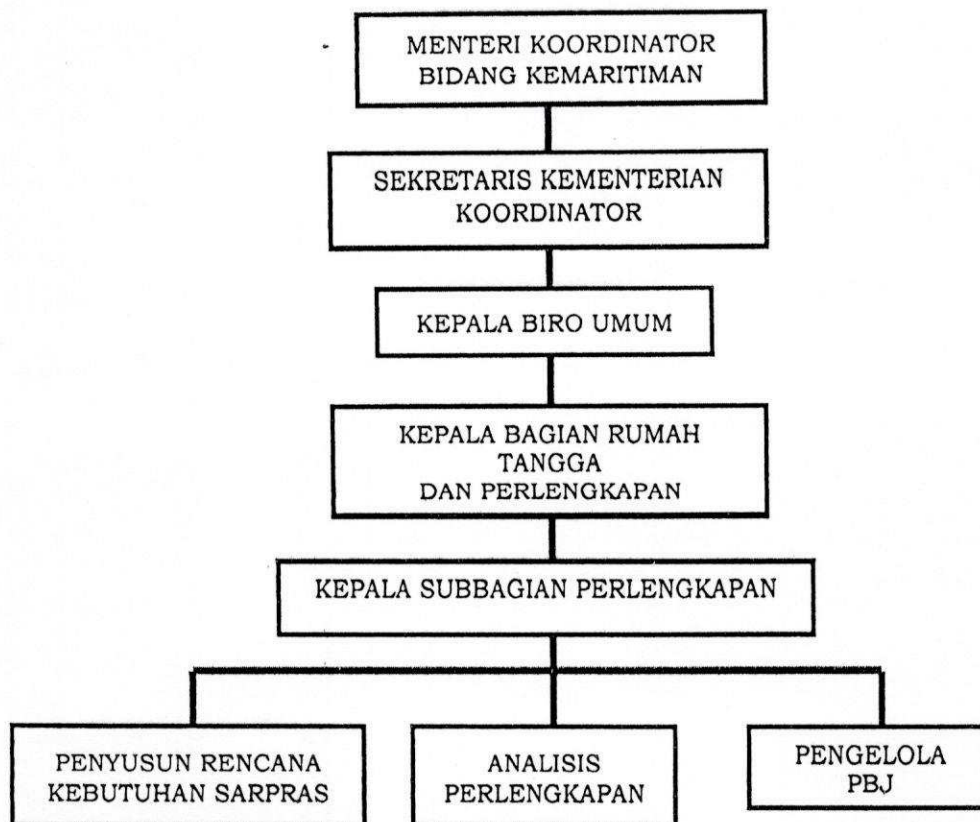 MENTERI KOORDINATOR
BIDANG KEMARITIMAN
SEKRETARIS KEMENTERIAN
KOORDINATOR
KEPALA BIRO UMUM
KEPALA BAGIAN RUMAH
TANGGA
DAN PERLENGKAPAN
KEPALA SUBBAGIAN PERLENGKAPAN
PENYUSUN RENCANA
KEBUTUHAN SARPRAS
ANALISIS
PERLENGKAPAN
PENGELOLA
PBJ